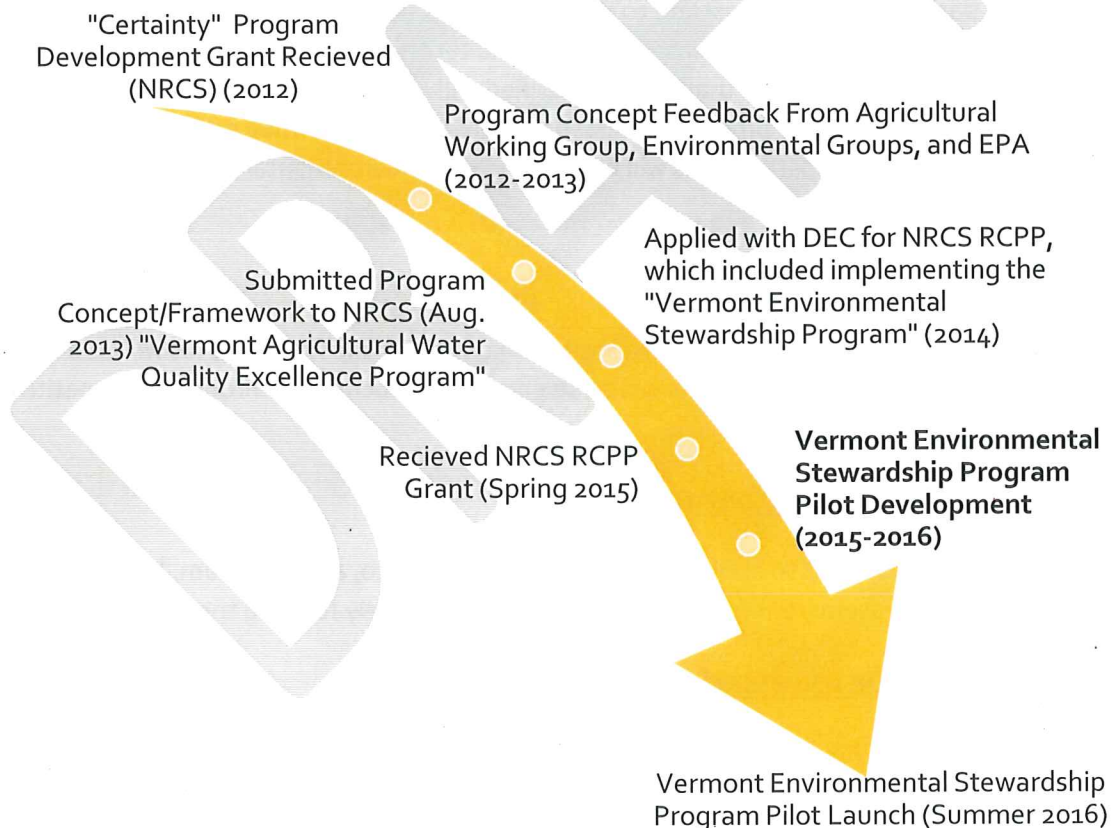 "Certainty" Program
Development Grant Recieved
(NRCS) (2012)
Program Concept Feedback From Agricultural
Working Group, Environmental Groups, and EPA
(2012-2013)
Submitted Program
Concept/Framework to NRCS (Aug.
2013) "Vermont Agricultural Water
Quality Excellence Program"
Applied with DEC for NRCS RCPP,
which included implementing the
"Vermont Environmental
Stewardship Program" (2014)
Recieved NRCS RCPP
Grant (Spring 2015)
Vermont Environmental
Stewardship Program
Pilot Development
(2015-2016)
Vermont Environmental Stewardship
Program Pilot Launch (Summer 2016)
DRAFT